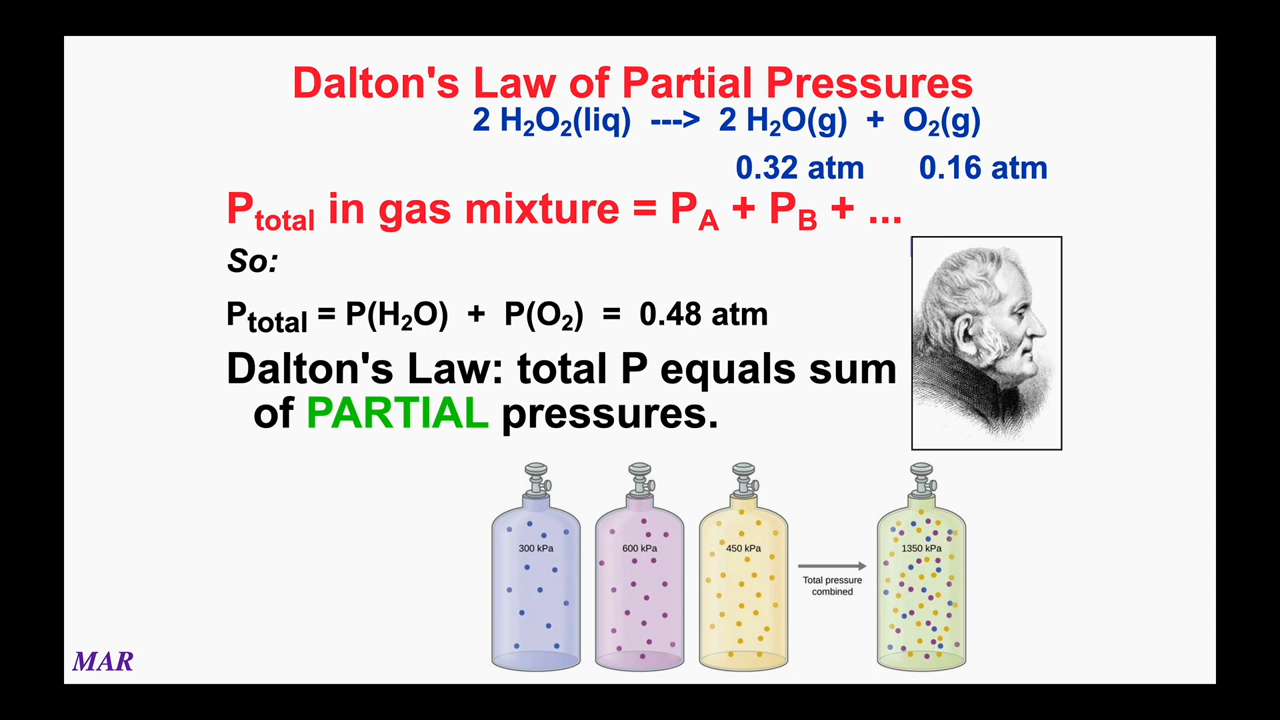 Dalton's Law of Partial Pressures
2 H₂O₂(liq) ---> 2 H₂O(g) + O₂(g)
0.32 atm 0.16 atm
P_total in gas mixture = P_A + P_B + ...
So:
P_total = P(H₂O) + P(O₂) = 0.48 atm
Dalton's Law: total P equals sum
of PARTIAL pressures.
300 kPa 600 kPa 450 kPa 1350 kPa
Total pressure
combined
MAR